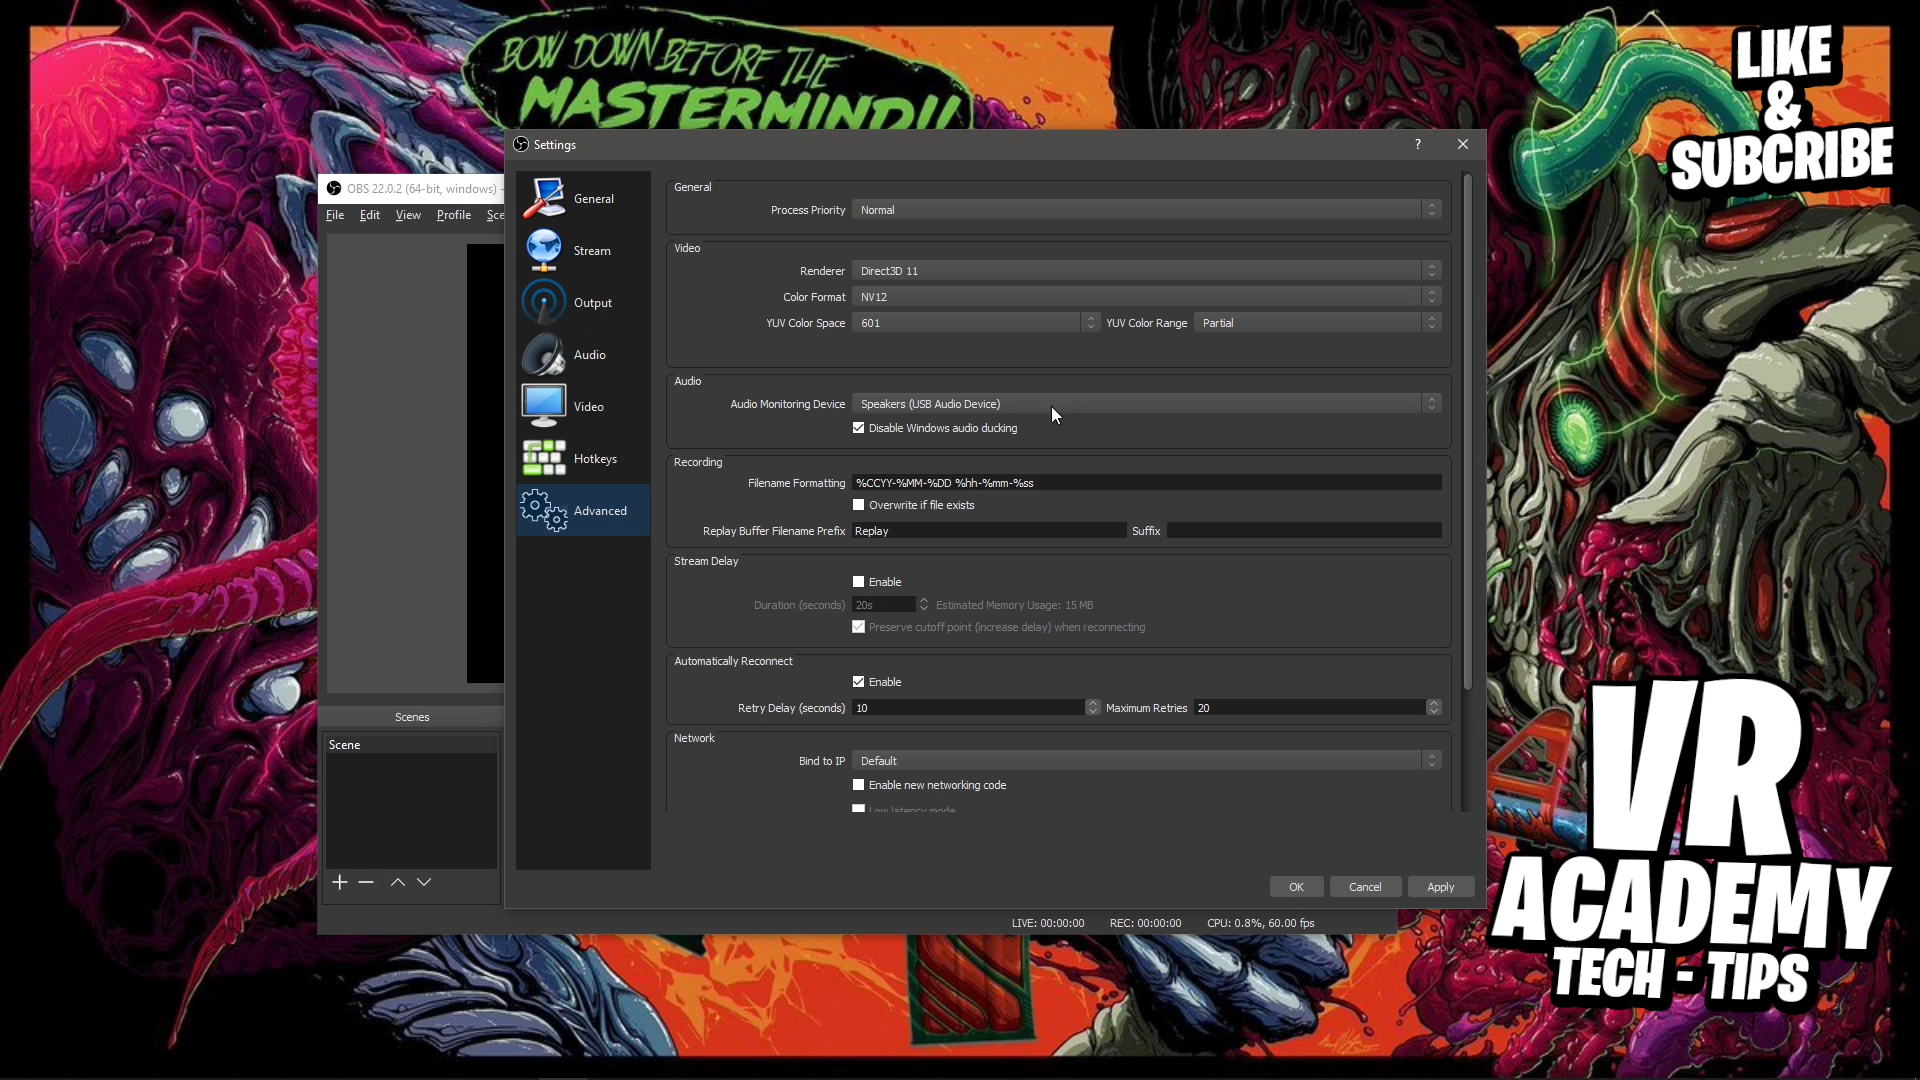 BOW DOWN BEFORE THE
MASTERMIND!!
LIKE
&
SUBCRIBE
Settings
?
OBS 22.0.2 (64-bit, windows) -
File Edit View Profile Sce
General
Stream
Output
Audio
Video
Hotkeys
Advanced
General
Process Priority Normal
Video
Renderer Direct3D 11
Color Format NV12
YUV Color Space 601 YUV Color Range Partial
Audio
Audio Monitoring Device Speakers (USB Audio Device)
Disable Windows audio ducking
Recording
Filename Formatting %CCYY-%MM-%DD %hh-%mm-%ss
Overwrite if file exists
Replay Buffer Filename Prefix Replay Suffix
Stream Delay
Enable
Duration (seconds) 20s Estimated Memory Usage: 15 MB
Preserve cutoff point (increase delay) when reconnecting
Automatically Reconnect
Enable
Retry Delay (seconds) 10 Maximum Retries 20
Network
Bind to IP Default
Enable new networking code
Low latency mode
OK Cancel Apply
Scenes
Scene
LIVE: 00:00:00 REC: 00:00:00 CPU: 0.8%, 60.00 fps
VR
ACADEMY
TECH - TIPS